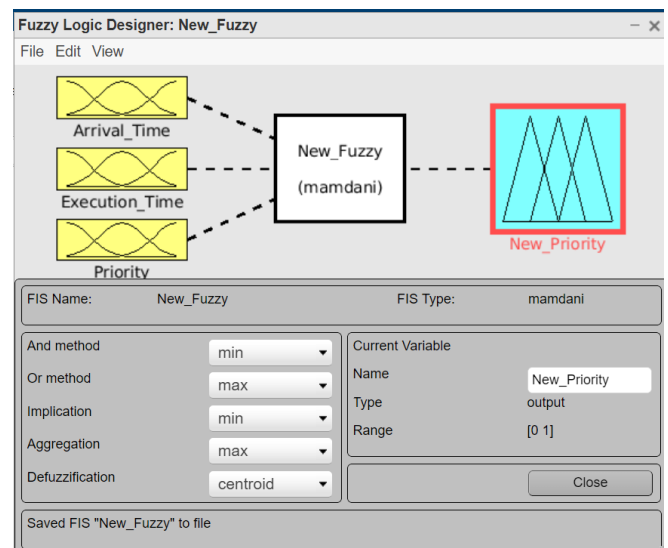 Fuzzy Logic Designer: New_Fuzzy
File Edit View
Arrival_Time
Execution_Time
Priority
New_Fuzzy
(mamdani)
New_Priority
FIS Name: New_Fuzzy FIS Type: mamdani
And method min
Or method max
Implication min
Aggregation max
Defuzzification centroid
Current Variable
Name New_Priority
Type output
Range [0 1]
Close
Saved FIS "New_Fuzzy" to file